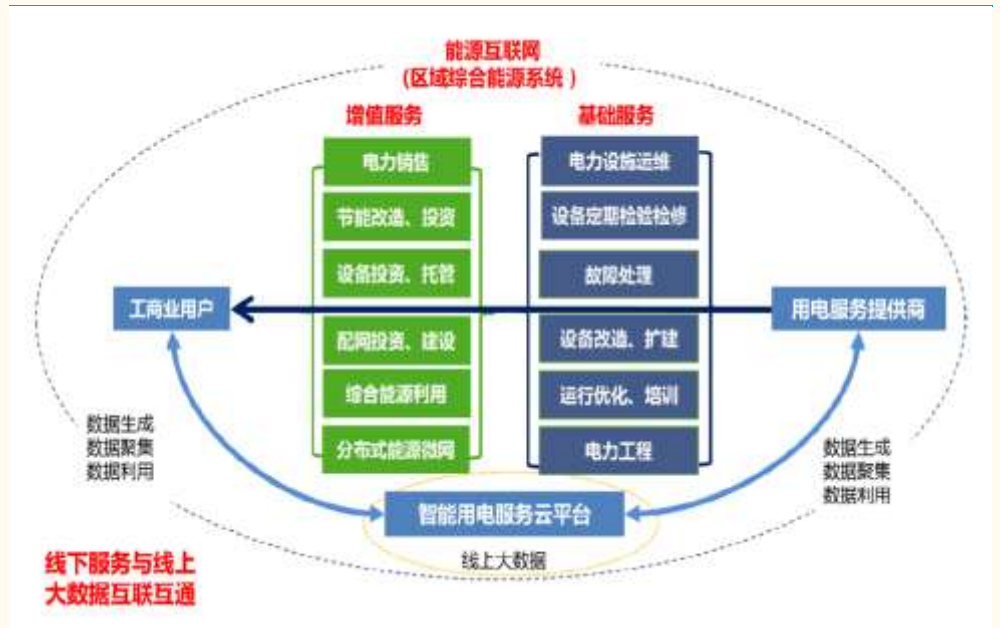 能源互联网
(区域综合能源系统)
增值服务
基础服务
电力销售
节能改造、投资
设备投资、托管
配网投资、建设
综合能源利用
分布式能源微网
电力设施运维
设备定期检验检修
故障处理
设备改造、扩建
运行优化、培训
电力工程
工商业用户
用电服务提供商
数据生成
数据聚集
数据利用
数据生成
数据聚集
数据利用
智能用电服务云平台
线上大数据
线下服务与线上
大数据互联互通